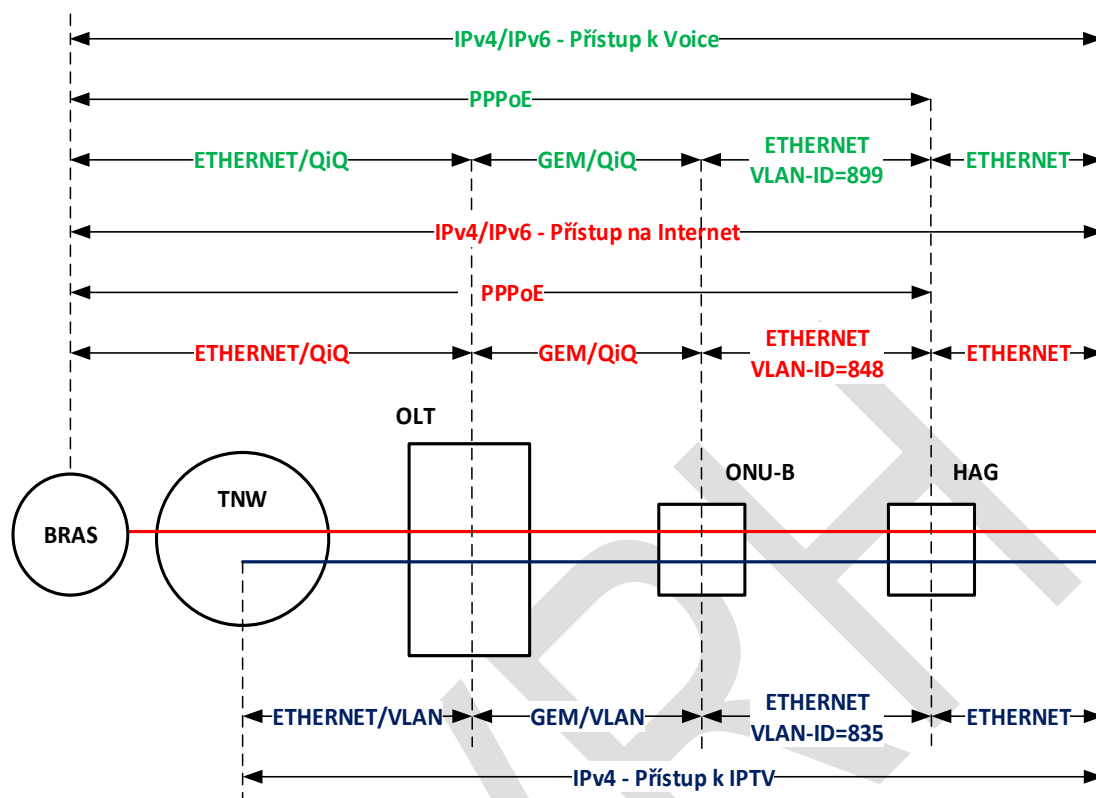 IPv4/IPv6 - Přístup k Voice
PPPoE
ETHERNET/QiQ
GEM/QiQ
ETHERNET
VLAN-ID=899
ETHERNET
IPv4/IPv6 - Přístup na Internet
PPPoE
ETHERNET/QiQ
GEM/QiQ
ETHERNET
VLAN-ID=848
ETHERNET
OLT
ONU-B
HAG
TNW
BRAS
ETHERNET/VLAN
GEM/VLAN
ETHERNET
VLAN-ID=835
ETHERNET
IPv4 - Přístup k IPTV